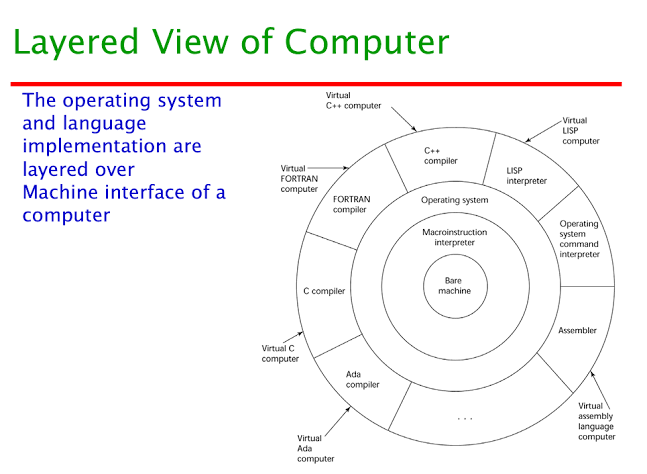 Layered View of Computer
The operating system
and language
implementation are
layered over
Machine interface of a
computer
Virtual
C++ computer
Virtual
LISP
computer
C++
compiler
LISP
interpreter
Virtual
FORTRAN
computer
FORTRAN
compiler
Operating system
Operating
system
command
interpreter
Macroinstruction
interpreter
Bare
machine
C compiler
Assembler
Virtual C
computer
Ada
compiler
. . .
Virtual
assembly
language
computer
Virtual
Ada
computer